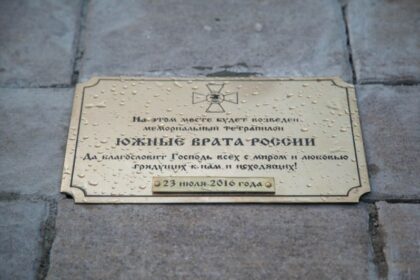 На этом месте будет возведен
мемориальный тетрапилон
ЮЖНЫЕ ВРАТА РОССИИ
Да благословит Господь всех с миром и любовью
грядущих к нам и исходящих!
23 июля 2016 года